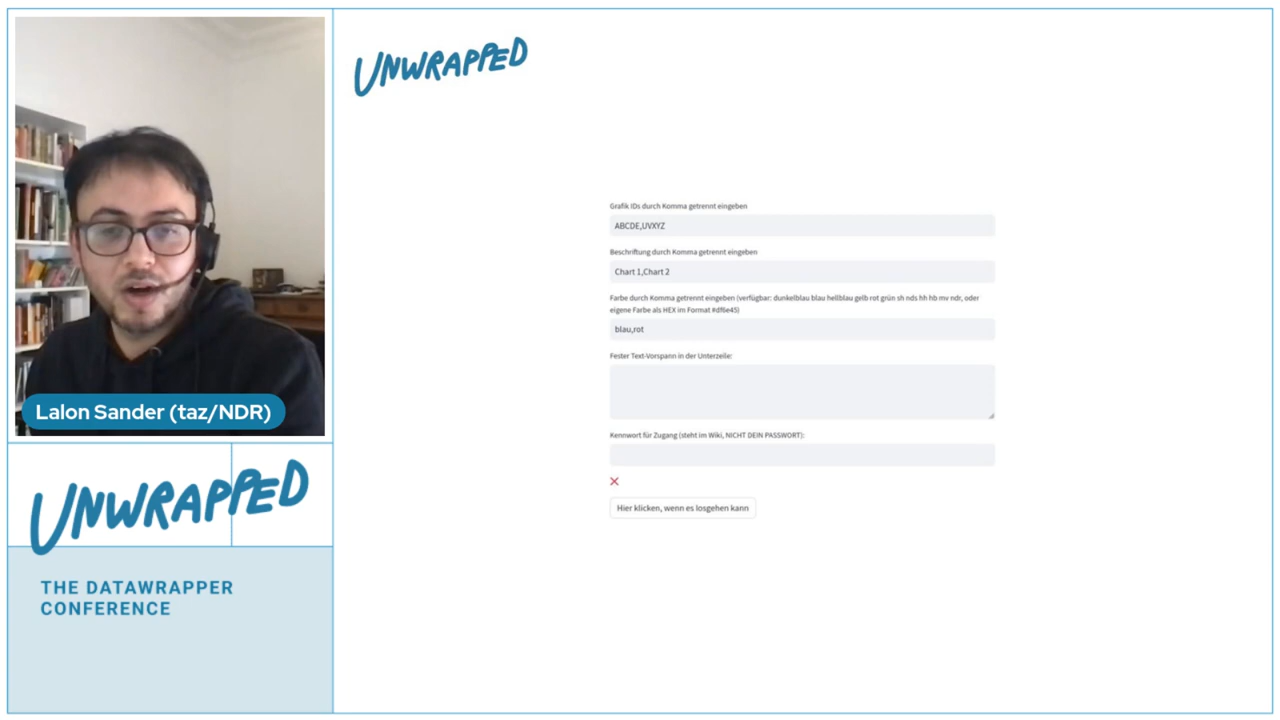 Lalon Sander (taz/NDR)
UNWRAPPED
THE DATAWRAPPER
CONFERENCE
UNWRAPPED
Grafik IDs durch Komma getrennt eingeben
ABCDE,UVXYZ
Beschriftung durch Komma getrennt eingeben
Chart 1,Chart 2
Farbe durch Komma getrennt eingeben (verfügbar: dunkelblau blau hellblau gelb rot grün sh nds hh hb mv ndr, oder
eigene Farbe als HEX im Format #df6e45)
blau,rot
Fester Text-Vorspann in der Unterzeile:
Kennwort für Zugang (steht im Wiki, NICHT DEIN PASSWORT):
Hier klicken, wenn es losgehen kann